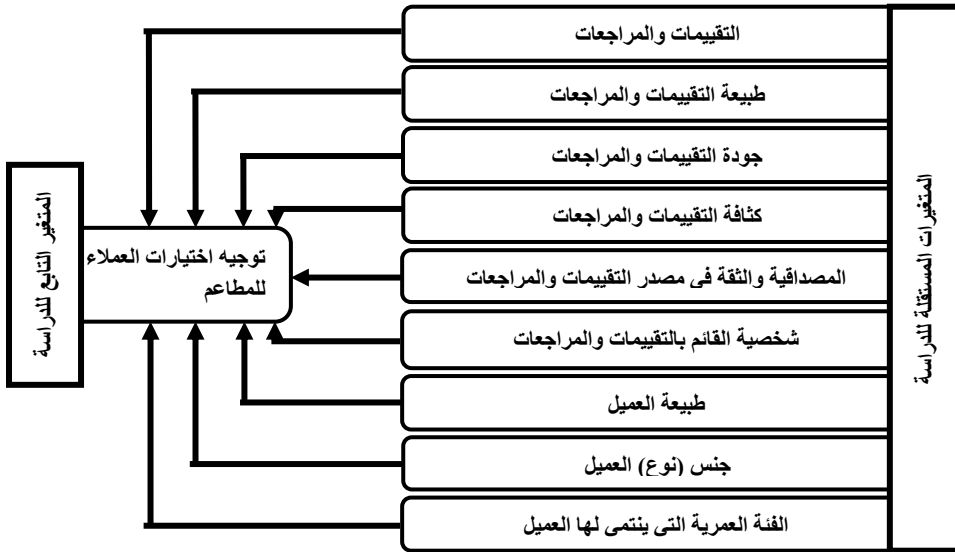 المتغيرات المستقلة للدراسة
التقييمات والمراجعات
طبيعة التقييمات والمراجعات
جودة التقييمات والمراجعات
كثافة التقييمات والمراجعات
المصداقية والثقة فى مصدر التقييمات والمراجعات
شخصية القائم بالتقييمات والمراجعات
طبيعة العميل
جنس (نوع) العميل
الفئة العمرية التى ينتمى لها العميل
توجيه اختيارات العملاء
للمطاعم
المتغير التابع للدراسة